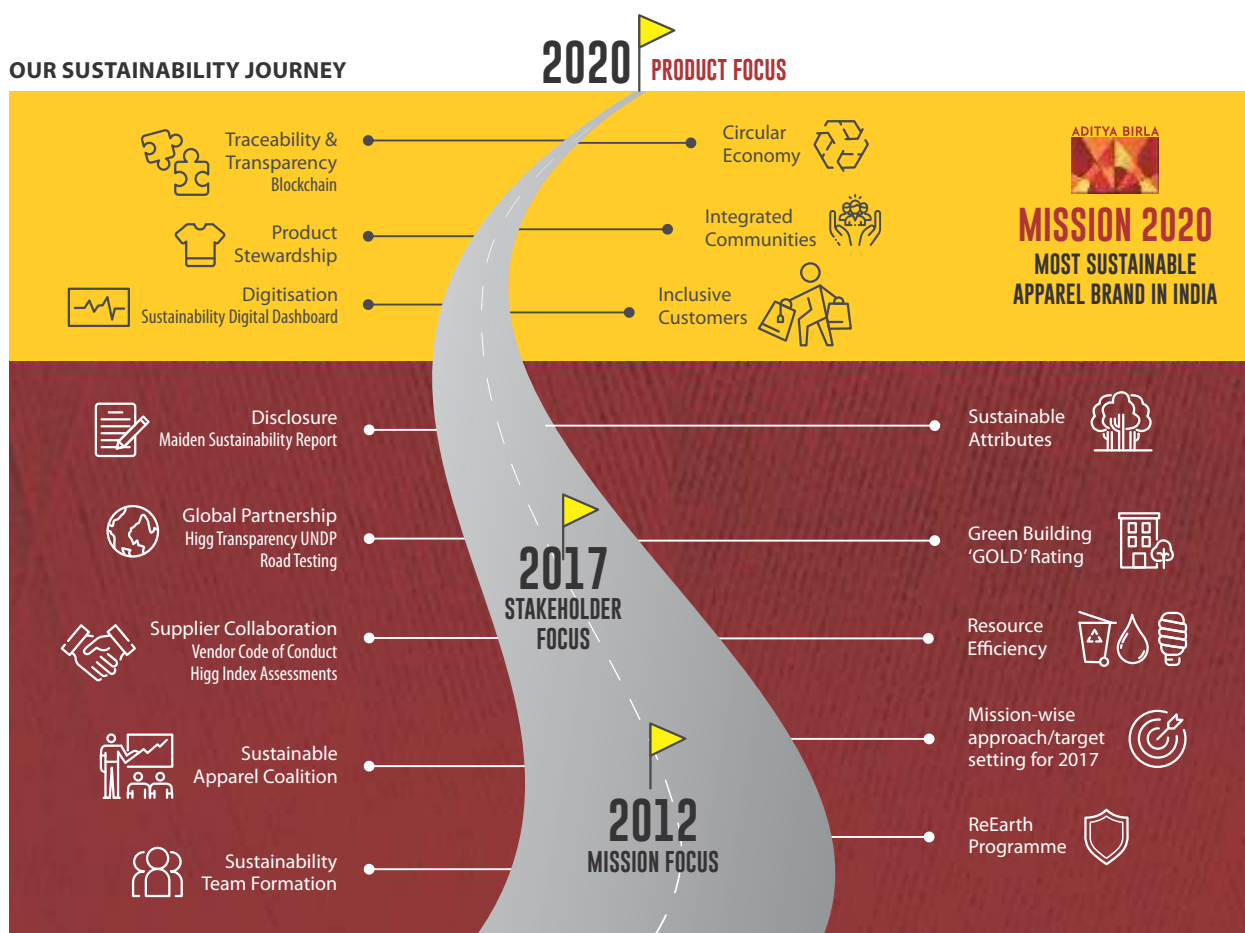 OUR SUSTAINABILITY JOURNEY
2020 PRODUCT FOCUS
Traceability &
Transparency
Blockchain
Circular
Economy
Product
Stewardship
Integrated
Communities
Digitisation
Sustainability Digital Dashboard
Inclusive
Customers
ADITYA BIRLA
MISSION 2020
MOST SUSTAINABLE
APPAREL BRAND IN INDIA
Disclosure
Maiden Sustainability Report
Sustainable
Attributes
Global Partnership
Higg Transparency UNDP
Road Testing
2017
STAKEHOLDER
FOCUS
Green Building
‘GOLD’ Rating
Supplier Collaboration
Vendor Code of Conduct
Higg Index Assessments
Resource
Efficiency
Sustainable
Apparel Coalition
Mission-wise
approach/target
setting for 2017
2012
MISSION FOCUS
ReEarth
Programme
Sustainability
Team Formation